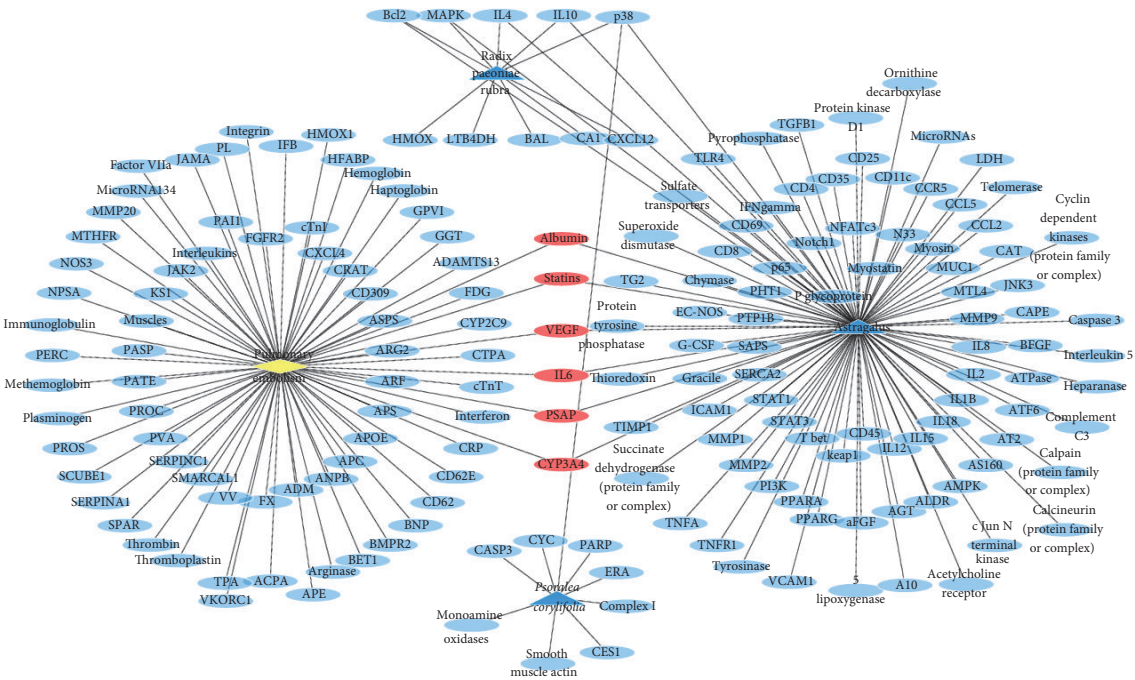 Bcl2
MAPK
IL4
IL10
p38
Radix
paeoniae
rubra
HMOX
LTB4DH
BAL
CA1
CXCL12
Integrin
HMOX1
PL
IFB
JAMA
HFABP
Factor VIIa
Hemoglobin
MicroRNA134
Haptoglobin
MMP20
PAI1
cTnI
GPVI
MTHFR
FGFR2
GGT
Interleukins
CXCL4
NOS3
JAK2
CRAT
ADAMTS13
NPSA
KS1
CD309
FDG
Immunoglobulin
Muscles
ASPS
CYP2C9
PERC
PASP
Pulmonary
embolism
ARG2
CTPA
Methemoglobin
PATE
ARF
cTnT
Plasminogen
PROC
APS
Interferon
PROS
PVA
APOE
CRP
SCUBE1
SERPINC1
APC
CD62E
SERPINA1
SMARCAL1
ANPB
ADM
VV
FX
CD62
SPAR
BNP
Thrombin
BMPR2
Thromboplastin
BET1
Arginase
TPA
ACPA
VKORC1
APE
Albumin
Statins
VEGF
IL6
PSAP
CYP3A4
CYC
PARP
CASP3
ERA
Psoralea
corylifolia
Complex I
Monoamine
oxidases
Smooth
muscle actin
CES1
Ornithine
decarboxylase
Protein kinase
D1
TGFB1
Pyrophosphatase
MicroRNAs
TLR4
CD25
LDH
CD35
CD11c
CD4
CCR5
Telomerase
Sulfate
transporters
IFNgamma
CCL5
Cyclin
dependent
kinases
(protein family
or complex)
Superoxide
dismutase
CD69
NFATc3
N33
CCL2
Notch1
Myosin
CD8
CAT
p65
Myostatin
MUC1
TG2
Chymase
PHT1
MTL4
JNK3
P glycoprotein
Protein
tyrosine
phosphatase
EC-NOS
PTP1B
Astragalus
MMP9
CAPE
Caspase 3
G-CSF
SAPS
IL8
BFGF
Interleukin 5
Thioredoxin
Gracile
SERCA2
IL2
ATPase
Heparanase
STAT1
IL1B
ICAM1
ATF6
TIMP1
STAT3
IL18
Complement
C3
MMP1
T bet
CD45
IL15
AT2
keap1
IL12
Succinate
dehydrogenase
(protein family
or complex)
MMP2
AS160
Calpain
(protein family
or complex)
PI3K
AMPK
PPARA
ALDR
AGT
Calcineurin
(protein family
or complex)
TNFA
PPARG
aFGF
c Jun N
terminal
kinase
TNFR1
Tyrosinase
VCAM1
5
lipoxygenase
A10
Acetylcholine
receptor